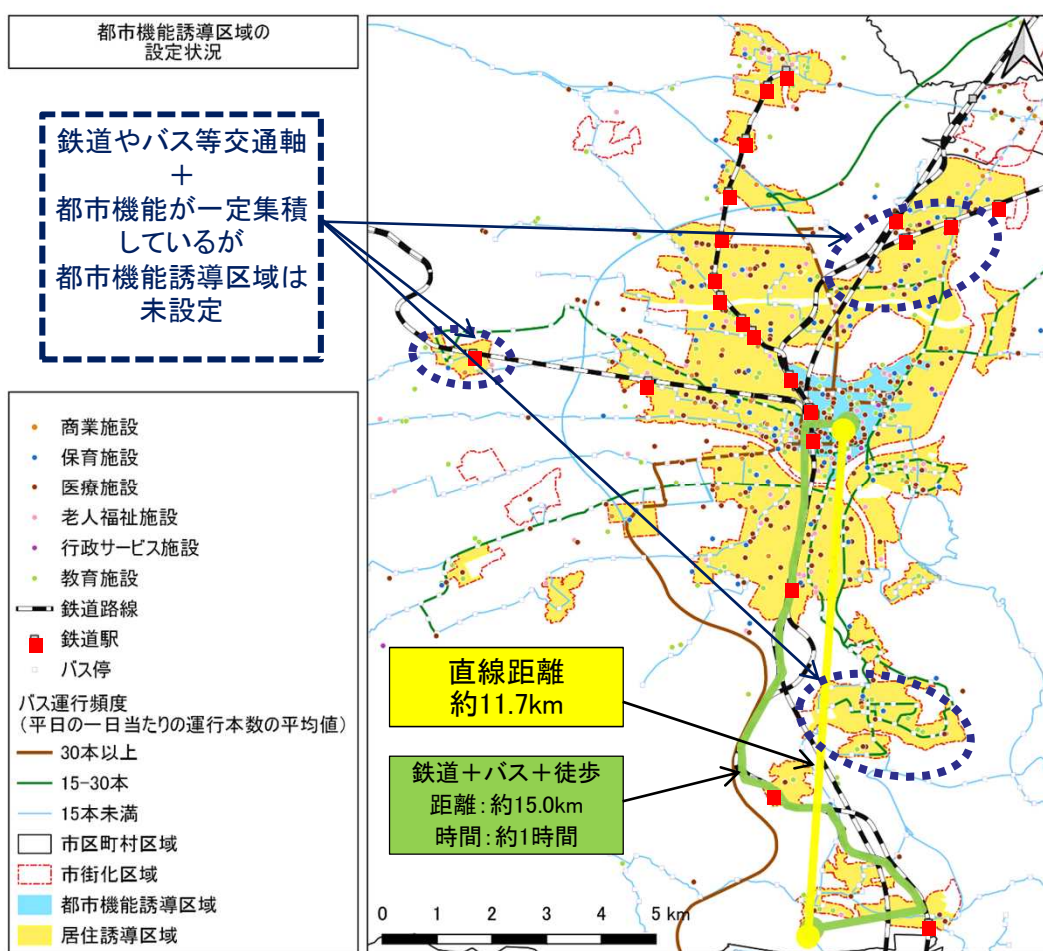 都市機能誘導区域の
設定状況
鉄道やバス等交通軸
＋
都市機能が一定集積
しているが
都市機能誘導区域は
未設定
商業施設
保育施設
医療施設
老人福祉施設
行政サービス施設
教育施設
鉄道路線
鉄道駅
バス停
バス運行頻度
（平日の一日当たりの運行本数の平均値）
30本以上
15-30本
15本未満
市区町村区域
市街化区域
都市機能誘導区域
居住誘導区域
直線距離
約11.7km
鉄道＋バス＋徒歩
距離：約15.0km
時間：約1時間
0 1 2 3 4 5 km